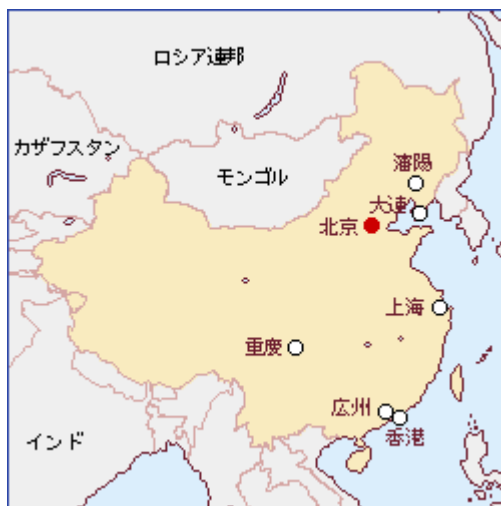 ロシア連邦
カザフスタン
モンゴル
瀋陽
大連
北京
上海
重慶
広州
香港
インド